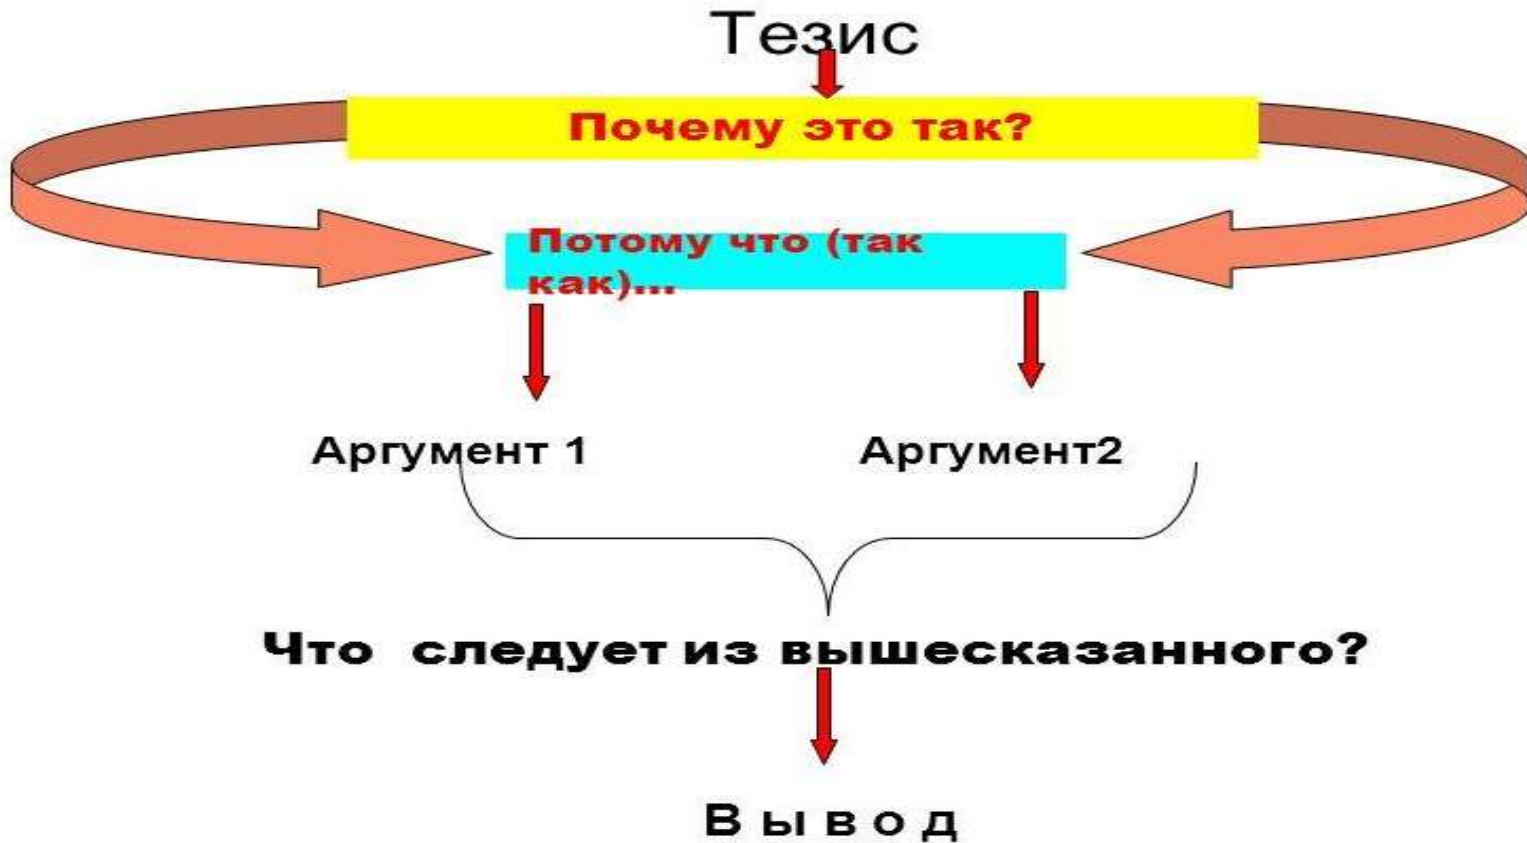 Тезис
Почему это так?
Потому что (так
как)...
Аргумент 1
Аргумент2
Что следует из вышесказанного?
В ы в о д